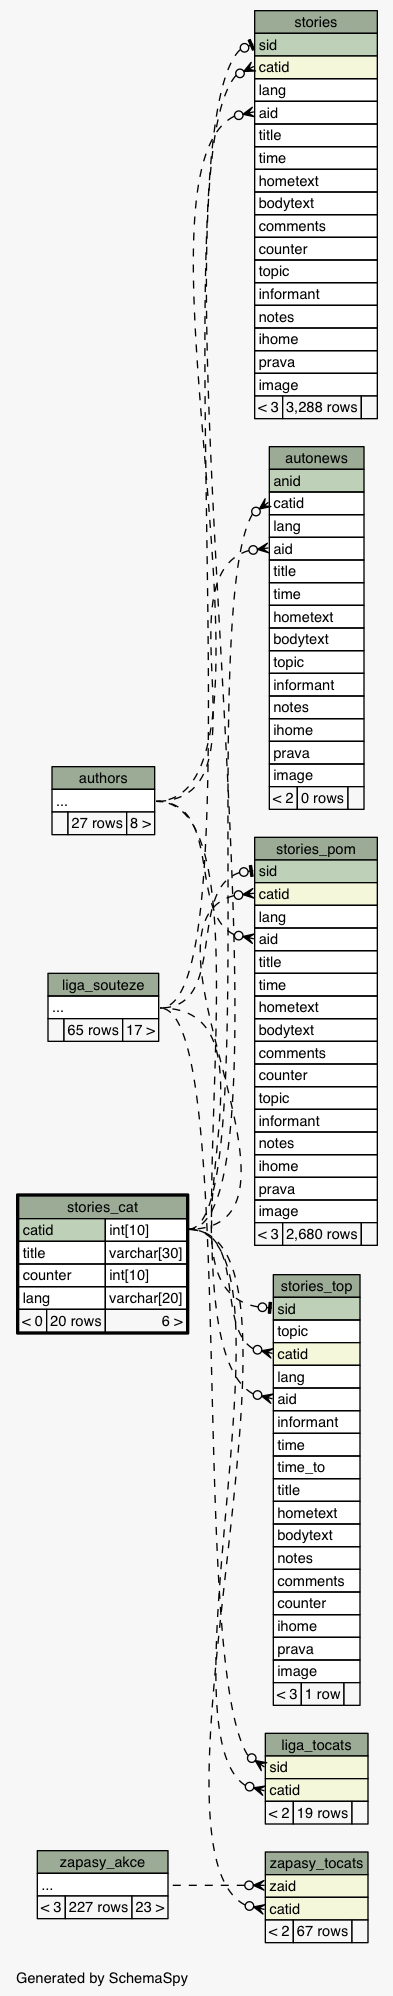 stories
sid
catid
lang
aid
title
time
hometext
bodytext
comments
counter
topic
informant
notes
ihome
prava
image
< 3 3,288 rows
autonews
anid
catid
lang
aid
title
time
hometext
bodytext
topic
informant
notes
ihome
prava
image
< 2 0 rows
authors
...
27 rows 8 >
stories_pom
sid
catid
lang
aid
title
time
hometext
bodytext
comments
counter
topic
informant
notes
ihome
prava
image
< 3 2,680 rows
liga_souteze
...
65 rows 17 >
stories_cat
catid int[10]
title varchar[30]
counter int[10]
lang varchar[20]
< 0 20 rows 6 >
stories_top
sid
topic
catid
lang
aid
informant
time
time_to
title
hometext
bodytext
notes
comments
counter
ihome
prava
image
< 3 1 row
liga_tocats
sid
catid
< 2 19 rows
zapasy_akce
...
< 3 227 rows 23 >
zapasy_tocats
zaid
catid
< 2 67 rows
Generated by SchemaSpy